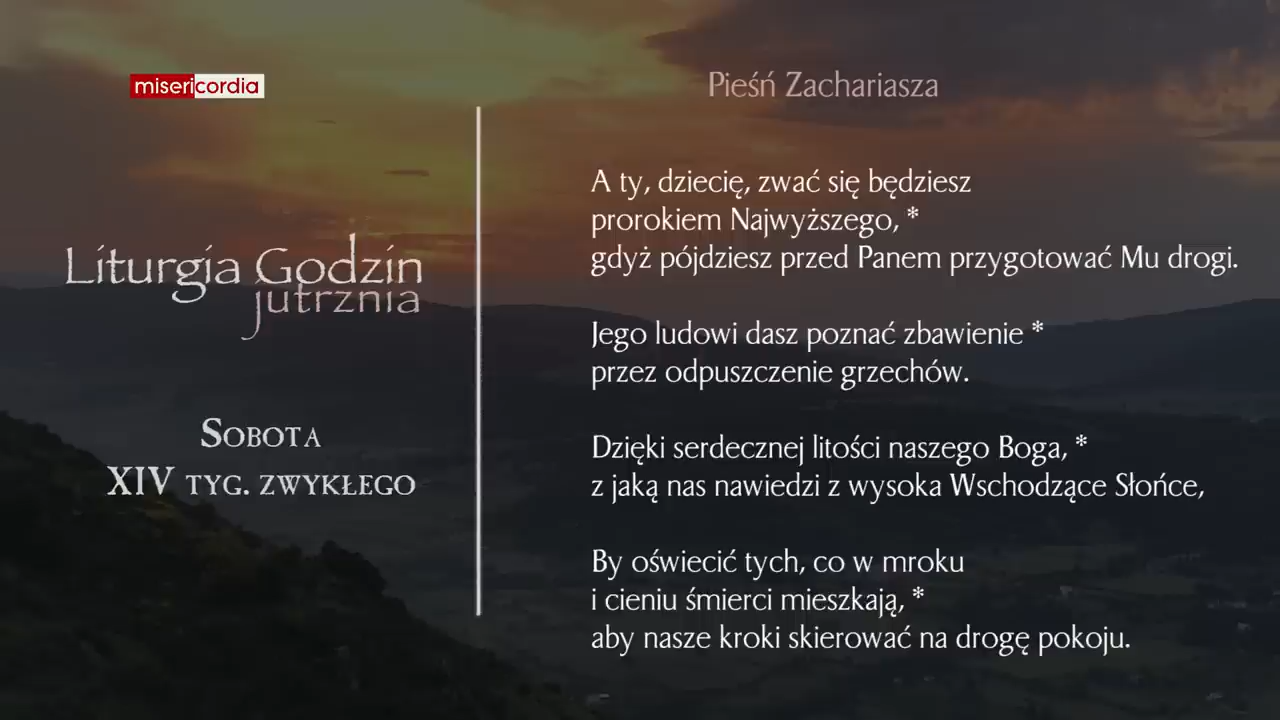 misericordia
Liturgia Godzin
jutrznia
Sobota
XIV tyg. zwykłego
Pieśń Zachariasza
A ty, dziecię, zwać się będziesz
prorokiem Najwyższego, *
gdyż pójdziesz przed Panem przygotować Mu drogi.
Jego ludowi dasz poznać zbawienie *
przez odpuszczenie grzechów.
Dzięki serdecznej litości naszego Boga, *
z jaką nas nawiedzi z wysoka Wschodzące Słońce,
By oświecić tych, co w mroku
i cieniu śmierci mieszkają, *
aby nasze kroki skierować na drogę pokoju.